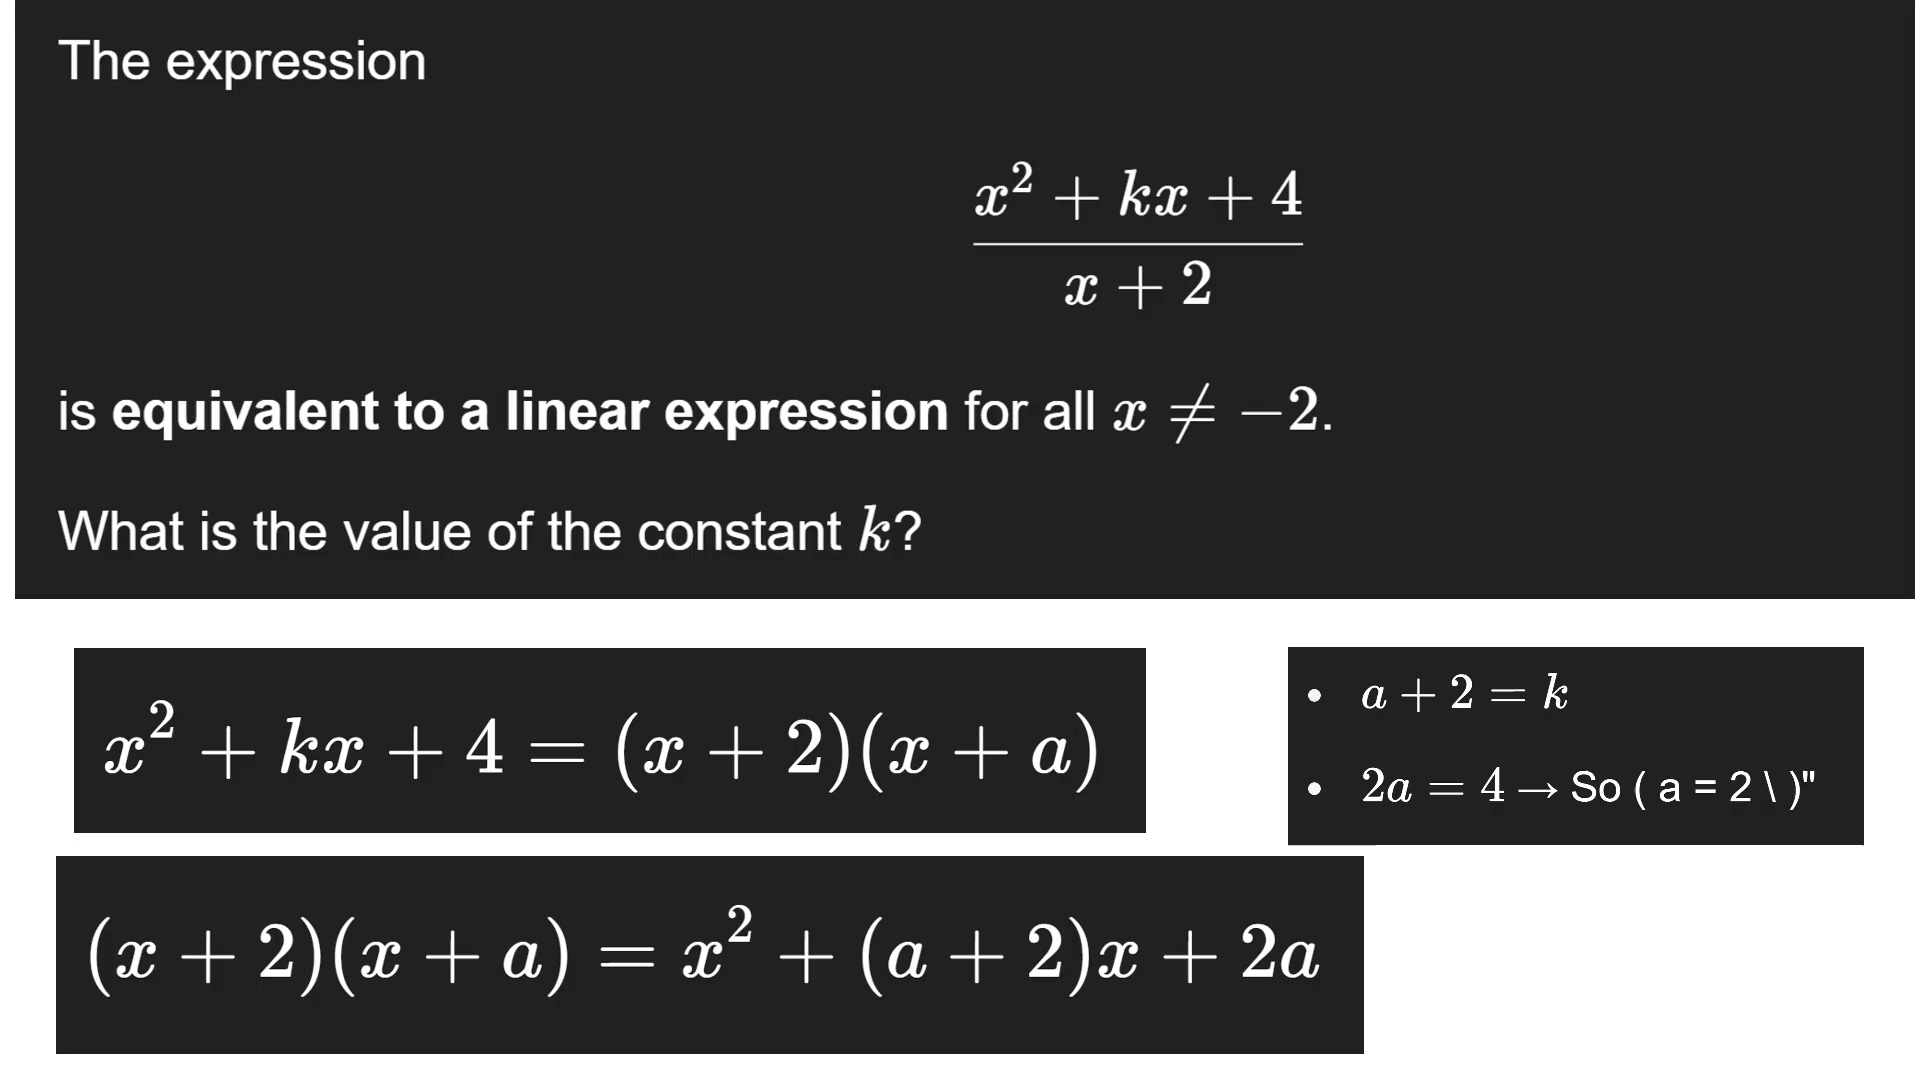 The expression
x² + kx + 4
x + 2
is equivalent to a linear expression for all x ≠ −2.
What is the value of the constant k?
x² + kx + 4 = (x + 2)(x + a)
• a + 2 = k
• 2a = 4 → So ( a = 2 \ )"
(x + 2)(x + a) = x² + (a + 2)x + 2a